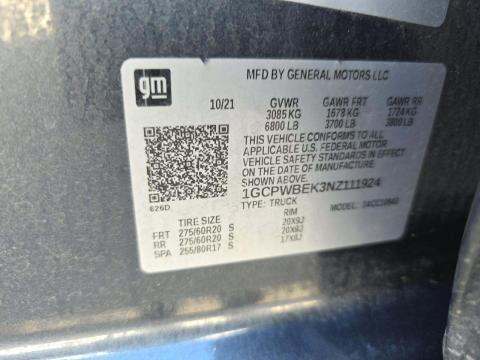 gm
MFD BY GENERAL MOTORS LLC
10/21 GVWR GAWR FRT GAWR RR
3085 KG 1678 KG 1724 KG
6800 LB 3700 LB 3800 LB
THIS VEHICLE CONFORMS TO ALL
APPLICABLE U.S. FEDERAL MOTOR
VEHICLE SAFETY STANDARDS IN
EFFECT ON THE DATE OF
MANUFACTURE SHOWN ABOVE.
1GCPWBEK3NZ111924
626D TYPE: TRUCK MODEL:
TIRE SIZE RIM
FRT 275/60R20 S 20X9J
RR 275/60R20 S 20X9J
SPA 255/80R17 S 17X8J